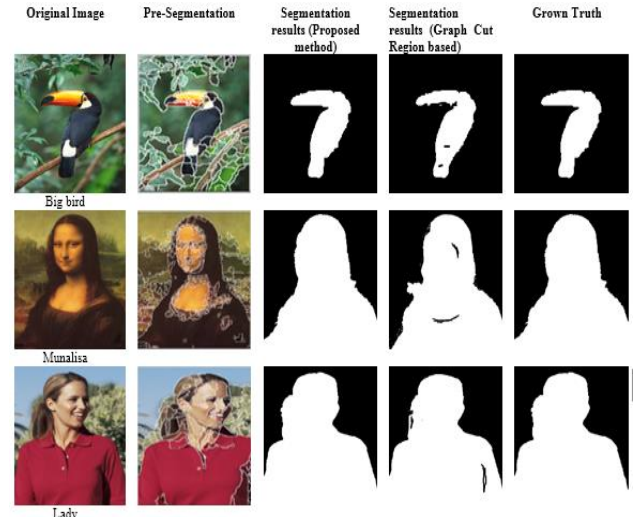 Original Image
Pre-Segmentation
Segmentation
results (Proposed
method)
Segmentation
results (Graph Cut
Region based)
Grown Truth
Big bird
Munalisa
Lady